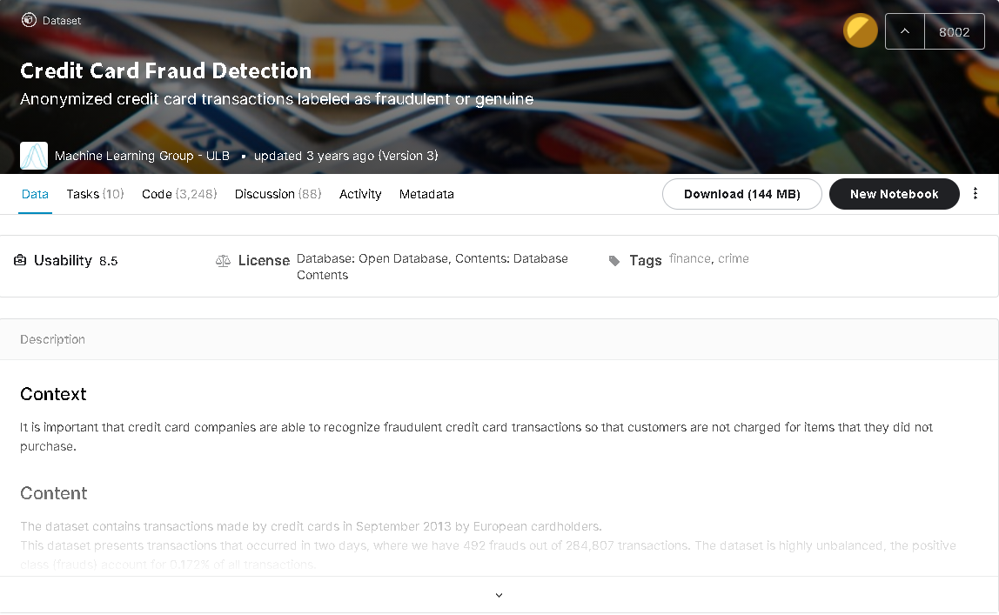 Dataset
8002
Credit Card Fraud Detection
Anonymized credit card transactions labeled as fraudulent or genuine
Machine Learning Group - ULB • updated 3 years ago (Version 3)
Data Tasks (10) Code (3,248) Discussion (88) Activity Metadata Download (144 MB) New Notebook
Usability 8.5 License Database: Open Database, Contents: Database Tags finance, crime
Contents
Description
Context
It is important that credit card companies are able to recognize fraudulent credit card transactions so that customers are not charged for items that they did not
purchase.
Content
The dataset contains transactions made by credit cards in September 2013 by European cardholders.
This dataset presents transactions that occurred in two days, where we have 492 frauds out of 284,807 transactions. The dataset is highly unbalanced, the positive
class (frauds) account for 0.172% of all transactions.
VISA